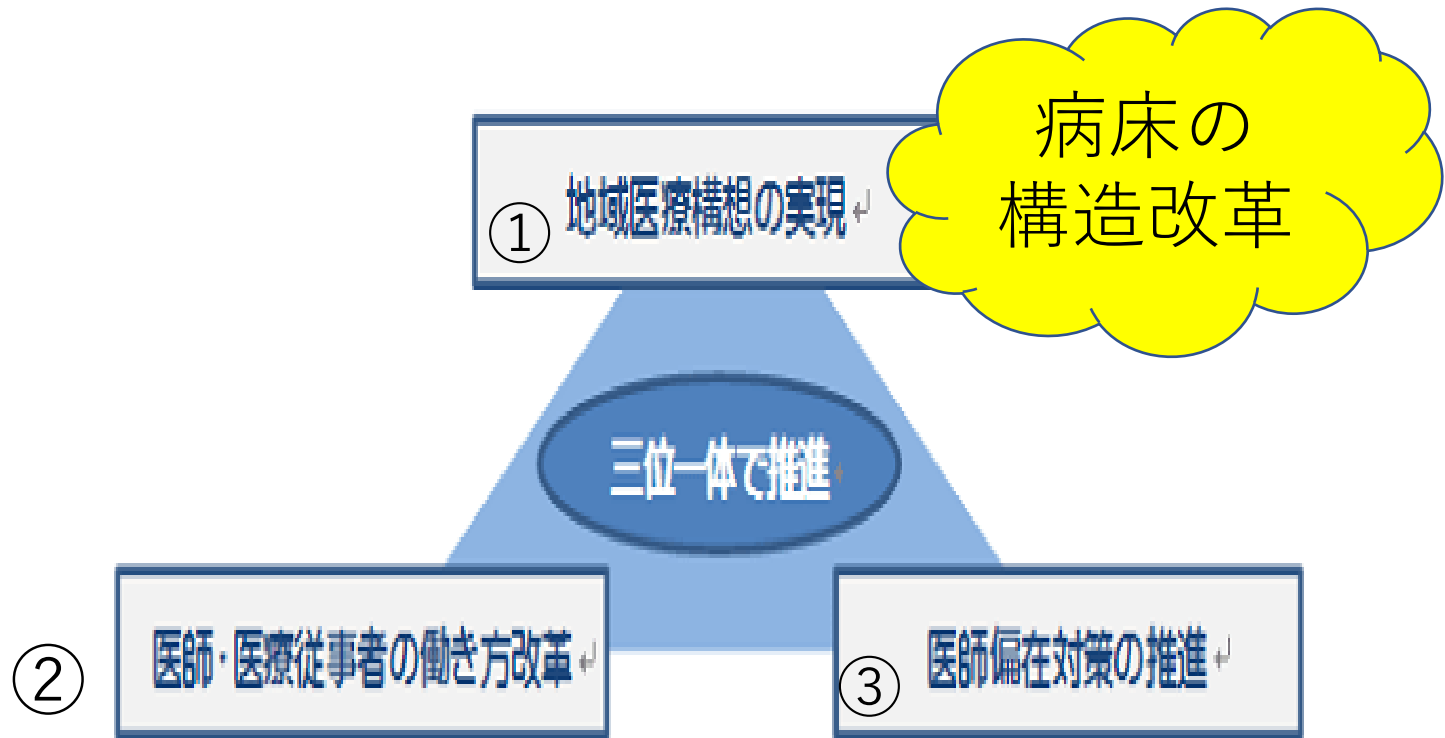 病床の
構造改革
① 地域医療構想の実現↵
三位一体で推進
② 医師・医療従事者の働き方改革↵
③ 医師偏在対策の推進↵